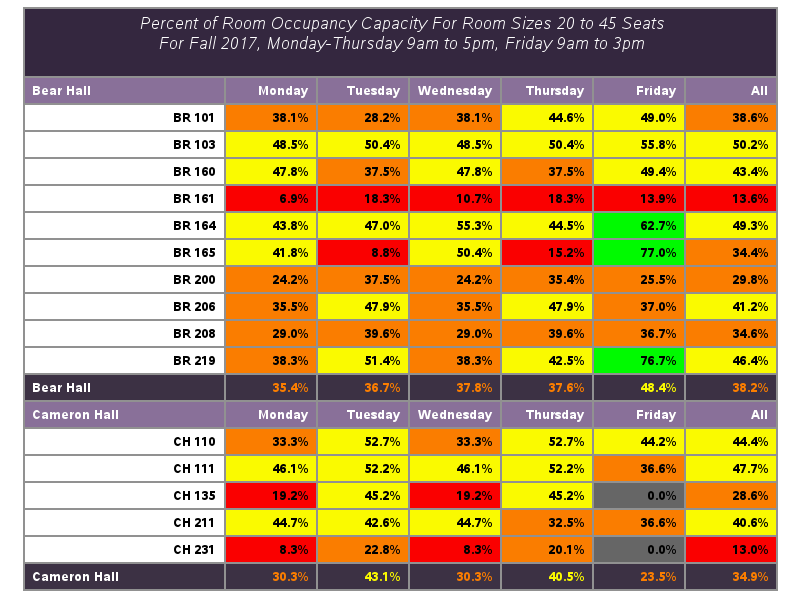 Percent of Room Occupancy Capacity For Room Sizes 20 to 45 Seats
For Fall 2017, Monday-Thursday 9am to 5pm, Friday 9am to 3pm
Bear Hall Monday Tuesday Wednesday Thursday Friday All
BR 101 38.1% 28.2% 38.1% 44.6% 49.0% 38.6%
BR 103 48.5% 50.4% 48.5% 50.4% 55.8% 50.2%
BR 160 47.8% 37.5% 47.8% 37.5% 49.4% 43.4%
BR 161 6.9% 18.3% 10.7% 18.3% 13.9% 13.6%
BR 164 43.8% 47.0% 55.3% 44.5% 62.7% 49.3%
BR 165 41.8% 8.8% 50.4% 15.2% 77.0% 34.4%
BR 200 24.2% 37.5% 24.2% 35.4% 25.5% 29.8%
BR 206 35.5% 47.9% 35.5% 47.9% 37.0% 41.2%
BR 208 29.0% 39.6% 29.0% 39.6% 36.7% 34.6%
BR 219 38.3% 51.4% 38.3% 42.5% 76.7% 46.4%
Bear Hall 35.4% 36.7% 37.8% 37.6% 48.4% 38.2%
Cameron Hall Monday Tuesday Wednesday Thursday Friday All
CH 110 33.3% 52.7% 33.3% 52.7% 44.2% 44.4%
CH 111 46.1% 52.2% 46.1% 52.2% 36.6% 47.7%
CH 135 19.2% 45.2% 19.2% 45.2% 0.0% 28.6%
CH 211 44.7% 42.6% 44.7% 32.5% 36.6% 40.6%
CH 231 8.3% 22.8% 8.3% 20.1% 0.0% 13.0%
Cameron Hall 30.3% 43.1% 30.3% 40.5% 23.5% 34.9%